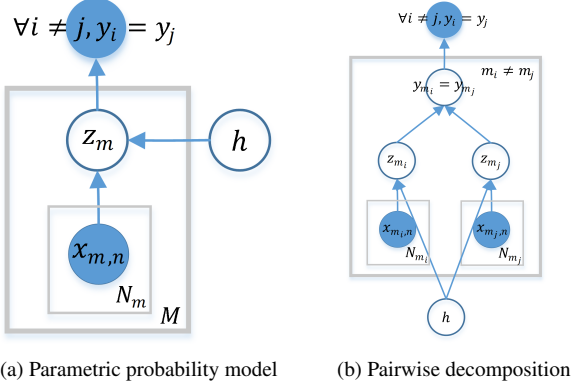 ∀i ≠ j, y_i = y_j
z_m
h
x_{m,n}
N_m
M
(a) Parametric probability model
∀i ≠ j, y_i = y_j
m_i ≠ m_j
y_{m_i} = y_{m_j}
z_{m_i}
z_{m_j}
x_{m_i,n}
x_{m_j,n}
N_{m_i}
N_{m_j}
h
(b) Pairwise decomposition